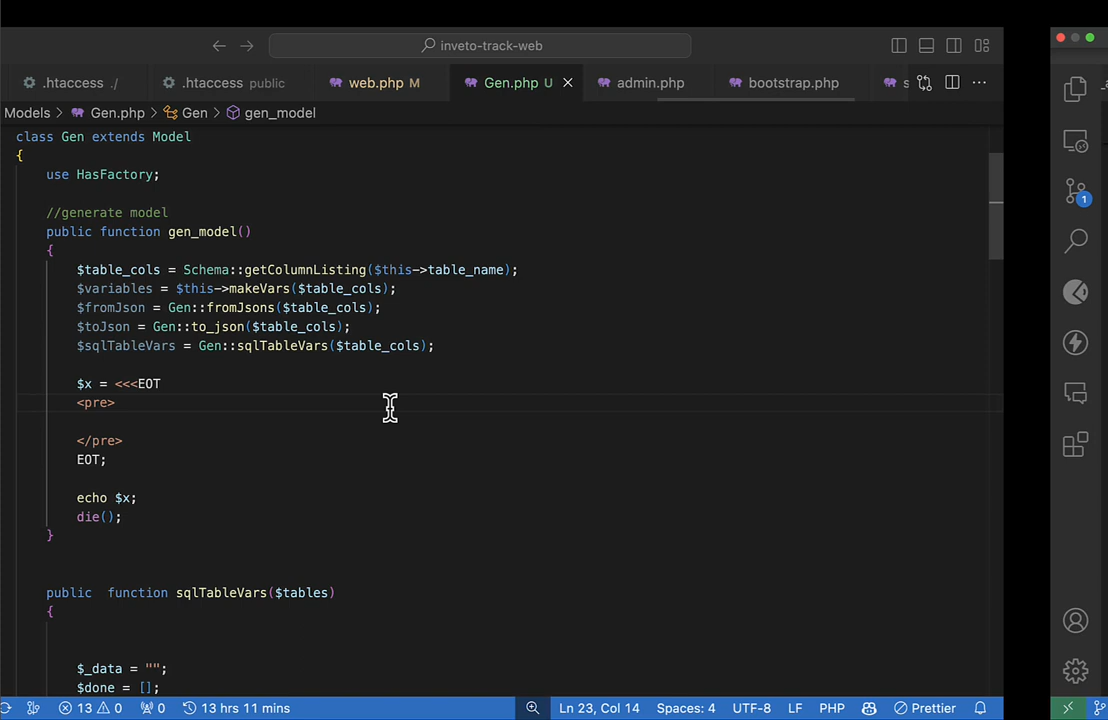 inveto-track-web
.htaccess ./
.htaccess public
web.php M
Gen.php U
admin.php
bootstrap.php
Models > Gen.php > Gen > gen_model
class Gen extends Model
{
use HasFactory;
//generate model
public function gen_model()
{
$table_cols = Schema::getColumnListing($this->table_name);
$variables = $this->makeVars($table_cols);
$fromJson = Gen::fromJsons($table_cols);
$toJson = Gen::to_json($table_cols);
$sqlTableVars = Gen::sqlTableVars($table_cols);
$x = <<<EOT
<pre>
</pre>
EOT;
echo $x;
die();
}
public  function sqlTableVars($tables)
{
$_data = "";
$done = [];
1
13 0 0 13 hrs 11 mins
Ln 23, Col 14 Spaces: 4 UTF-8 LF PHP Prettier